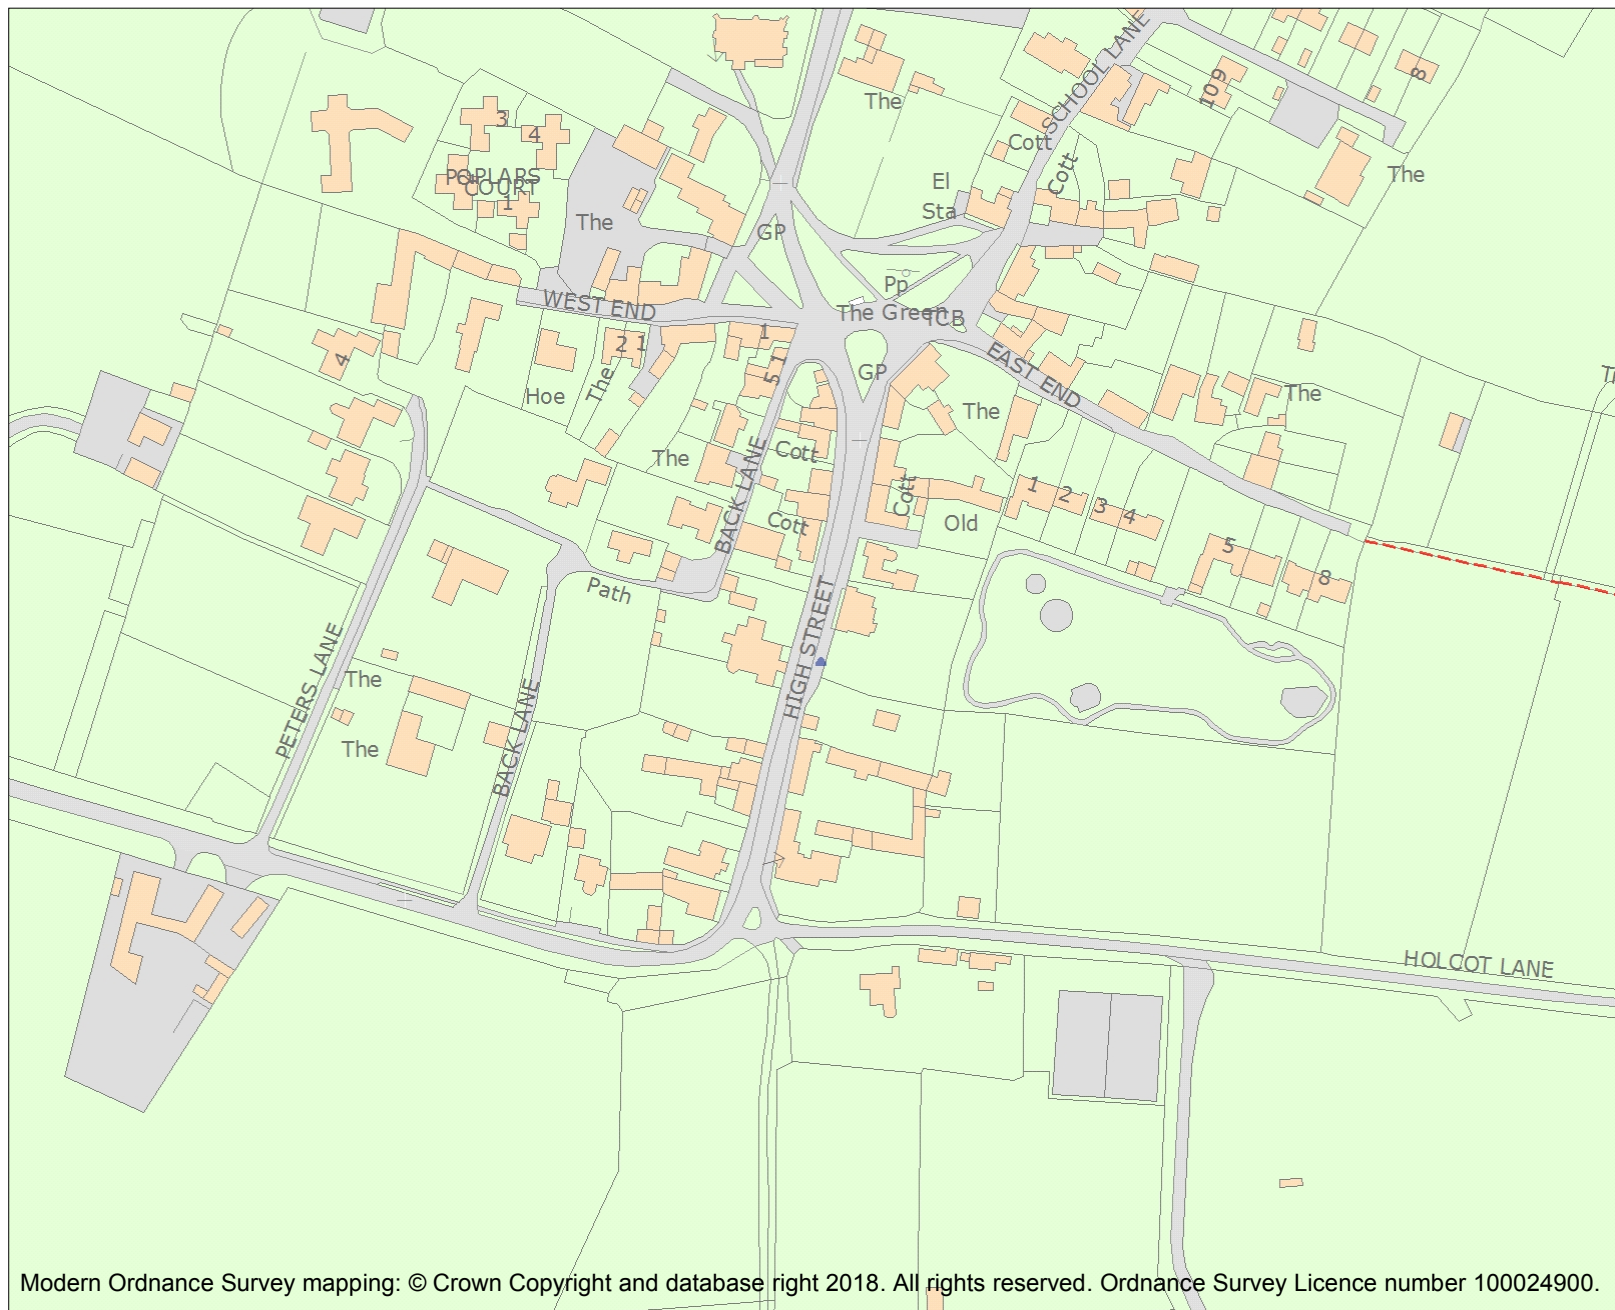 SCHOOL LANE
8
109
The
3
4
Cott
Cott
The
POPLARS
COURT
1
El
Sta
The
GP
Pp
WEST END
The Green
TCB
1
2 1
4
5 1
EAST END
GP
The
The
Hoe
The
Cott
The
BACK LANE
Cott
Cott
Old
1
2
3
4
5
8
Path
HIGH STREET
PETERS LANE
The
The
BACK LANE
HOLCOT LANE
Modern Ordnance Survey mapping: © Crown Copyright and database right 2018. All rights reserved. Ordnance Survey Licence number 100024900.